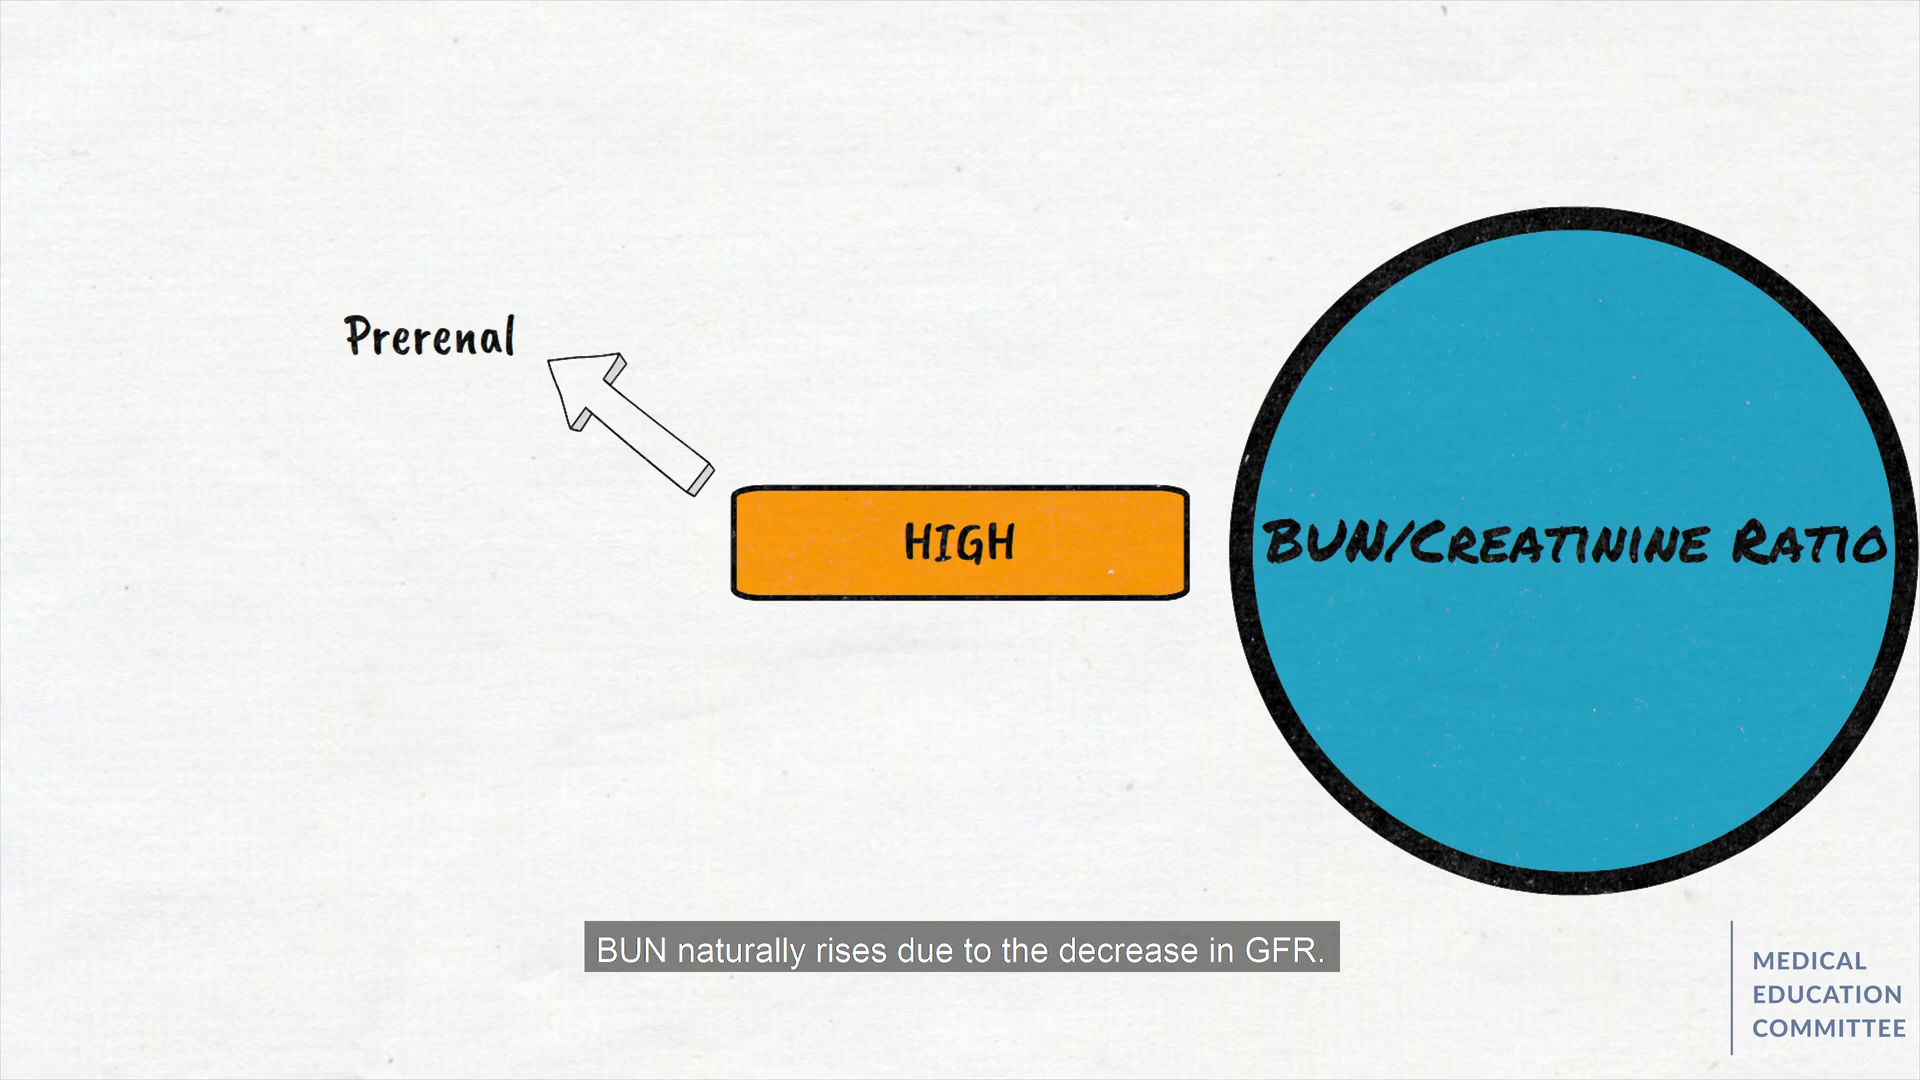 Prerenal
HIGH
BUN/CREATININE RATIO
BUN naturally rises due to the decrease in GFR.
MEDICAL
EDUCATION
COMMITTEE